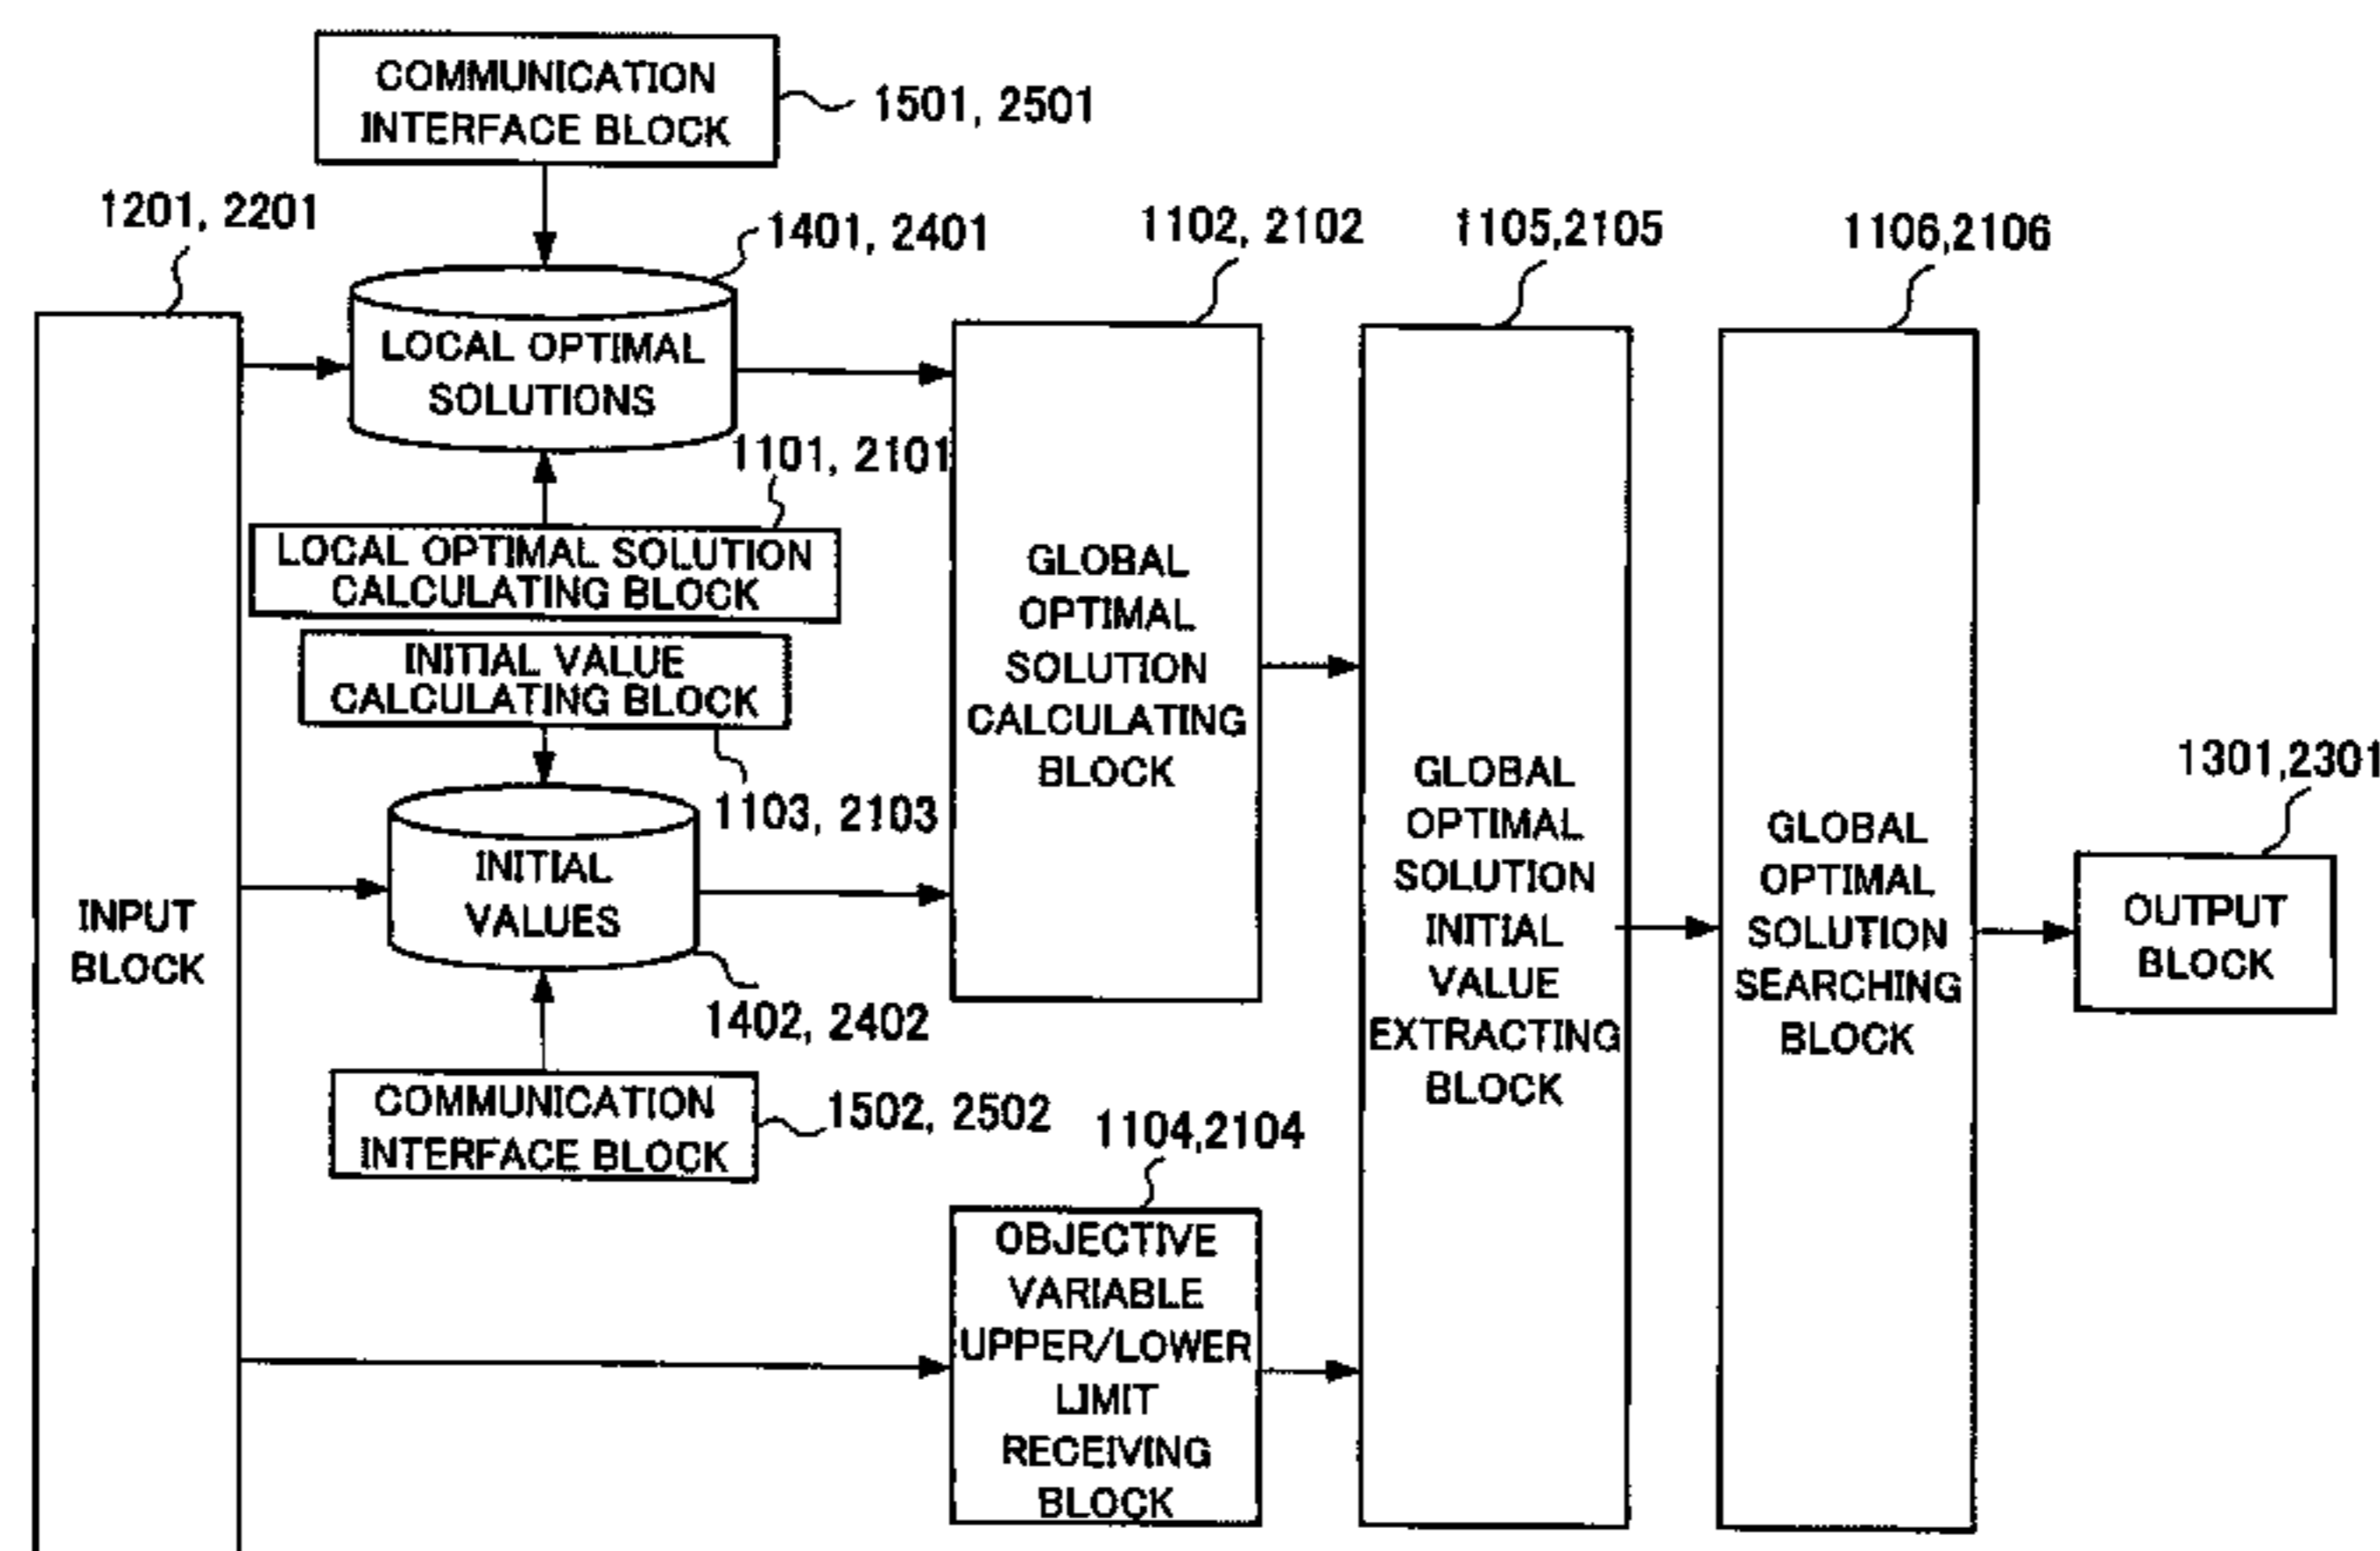 COMMUNICATION
INTERFACE BLOCK
1501, 2501
1201, 2201
1401, 2401
1102, 2102
1105,2105
1106,2106
LOCAL OPTIMAL
SOLUTIONS
1101, 2101
LOCAL OPTIMAL SOLUTION
CALCULATING BLOCK
INITIAL VALUE
CALCULATING BLOCK
1103, 2103
INITIAL
VALUES
1402, 2402
COMMUNICATION
INTERFACE BLOCK
1502, 2502
INPUT
BLOCK
GLOBAL
OPTIMAL
SOLUTION
CALCULATING
BLOCK
1104,2104
OBJECTIVE
VARIABLE
UPPER/LOWER
LIMIT
RECEIVING
BLOCK
GLOBAL
OPTIMAL
SOLUTION
INITIAL
VALUE
EXTRACTING
BLOCK
GLOBAL
OPTIMAL
SOLUTION
SEARCHING
BLOCK
1301,2301
OUTPUT
BLOCK